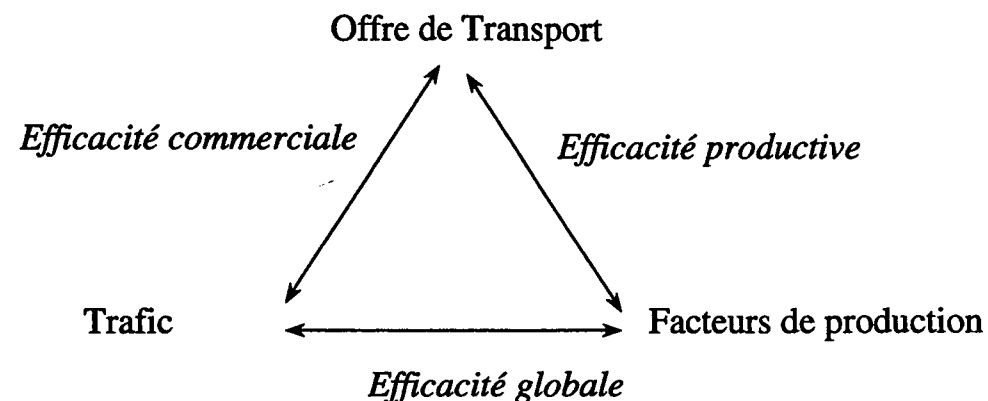 Offre de Transport
Efficacité commerciale
Efficacité productive
Trafic
Facteurs de production
Efficacité globale